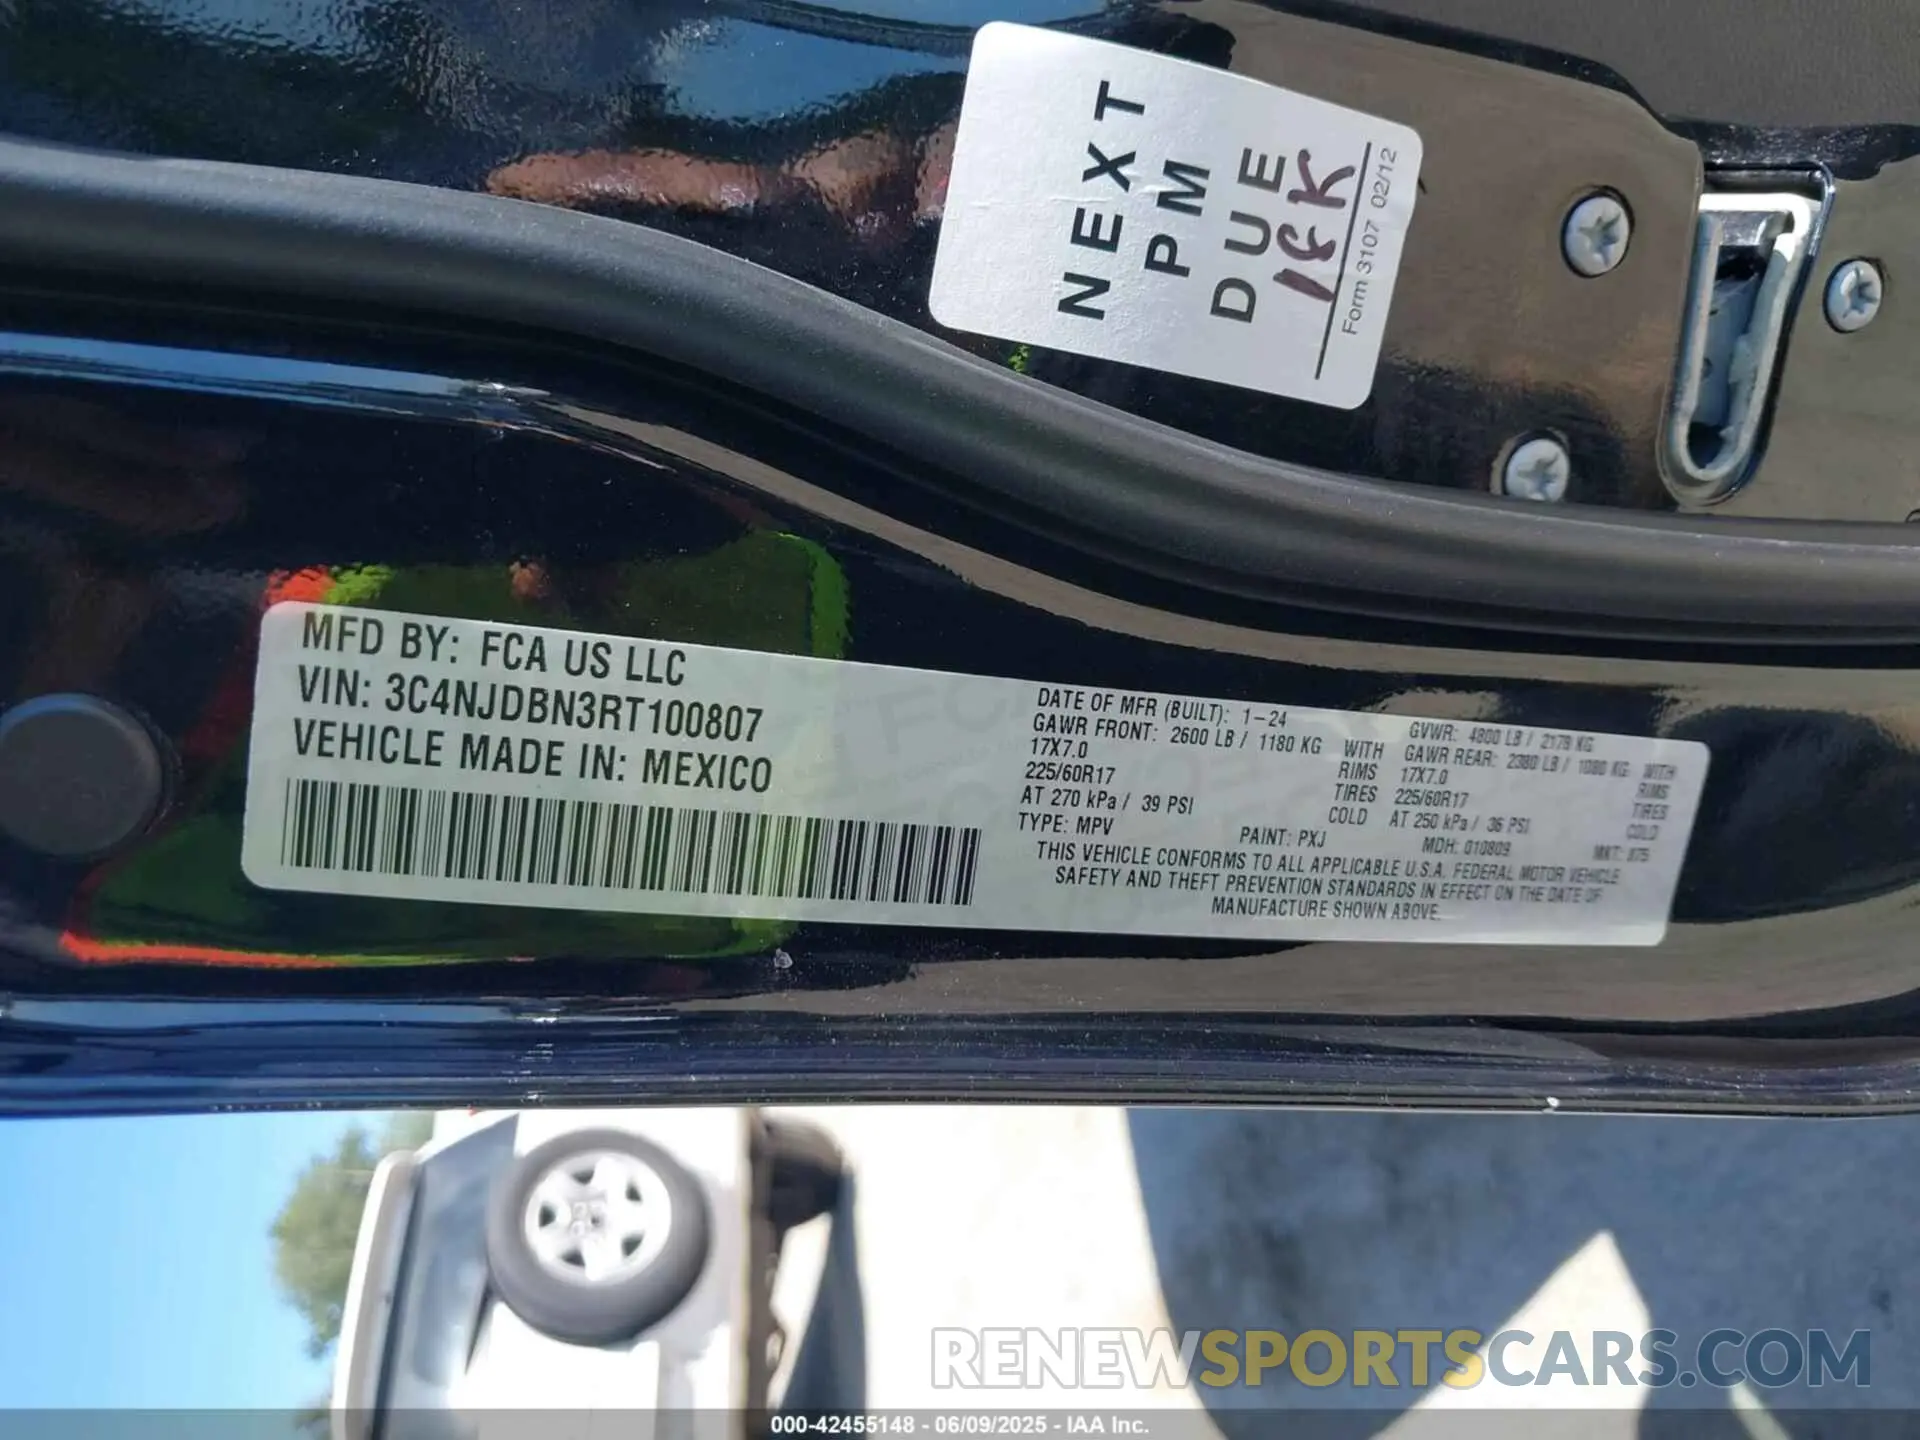 NEXT
PM
DUE
18K
Form 3107 02/12
MFD BY: FCA US LLC
VIN: 3C4NJDBN3RT100807
VEHICLE MADE IN: MEXICO
DATE OF MFR (BUILT): 1-24 GVWR: 4800 LB / 2179 KG
GAWR FRONT: 2600 LB / 1180 KG WITH GAWR REAR: 2380 LB / 1080 KG WITH
17X7.0 RIMS 17X7.0 RIMS
225/60R17 TIRES 225/60R17 TIRES
AT 270 kPa / 39 PSI COLD AT 250 kPa / 36 PSI COLD
TYPE: MPV PAINT: PXJ MDH: 010809 MKT:
THIS VEHICLE CONFORMS TO ALL APPLICABLE U.S.A. FEDERAL MOTOR VEHICLE
SAFETY AND THEFT PREVENTION STANDARDS IN EFFECT ON THE DATE OF
MANUFACTURE SHOWN ABOVE.
RENEWSPORTSCARS.COM
000-42455148 - 06/09/2025 - IAA Inc.